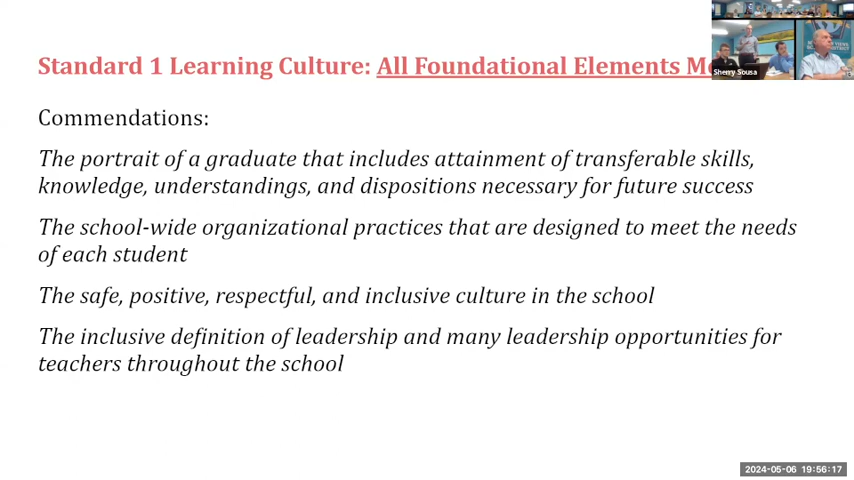 Standard 1 Learning Culture: All Foundational Elements
Sherry Sousa
Commendations:
The portrait of a graduate that includes attainment of transferable skills,
knowledge, understandings, and dispositions necessary for future success
The school-wide organizational practices that are designed to meet the needs
of each student
The safe, positive, respectful, and inclusive culture in the school
The inclusive definition of leadership and many leadership opportunities for
teachers throughout the school
2024-05-06 19:56:17